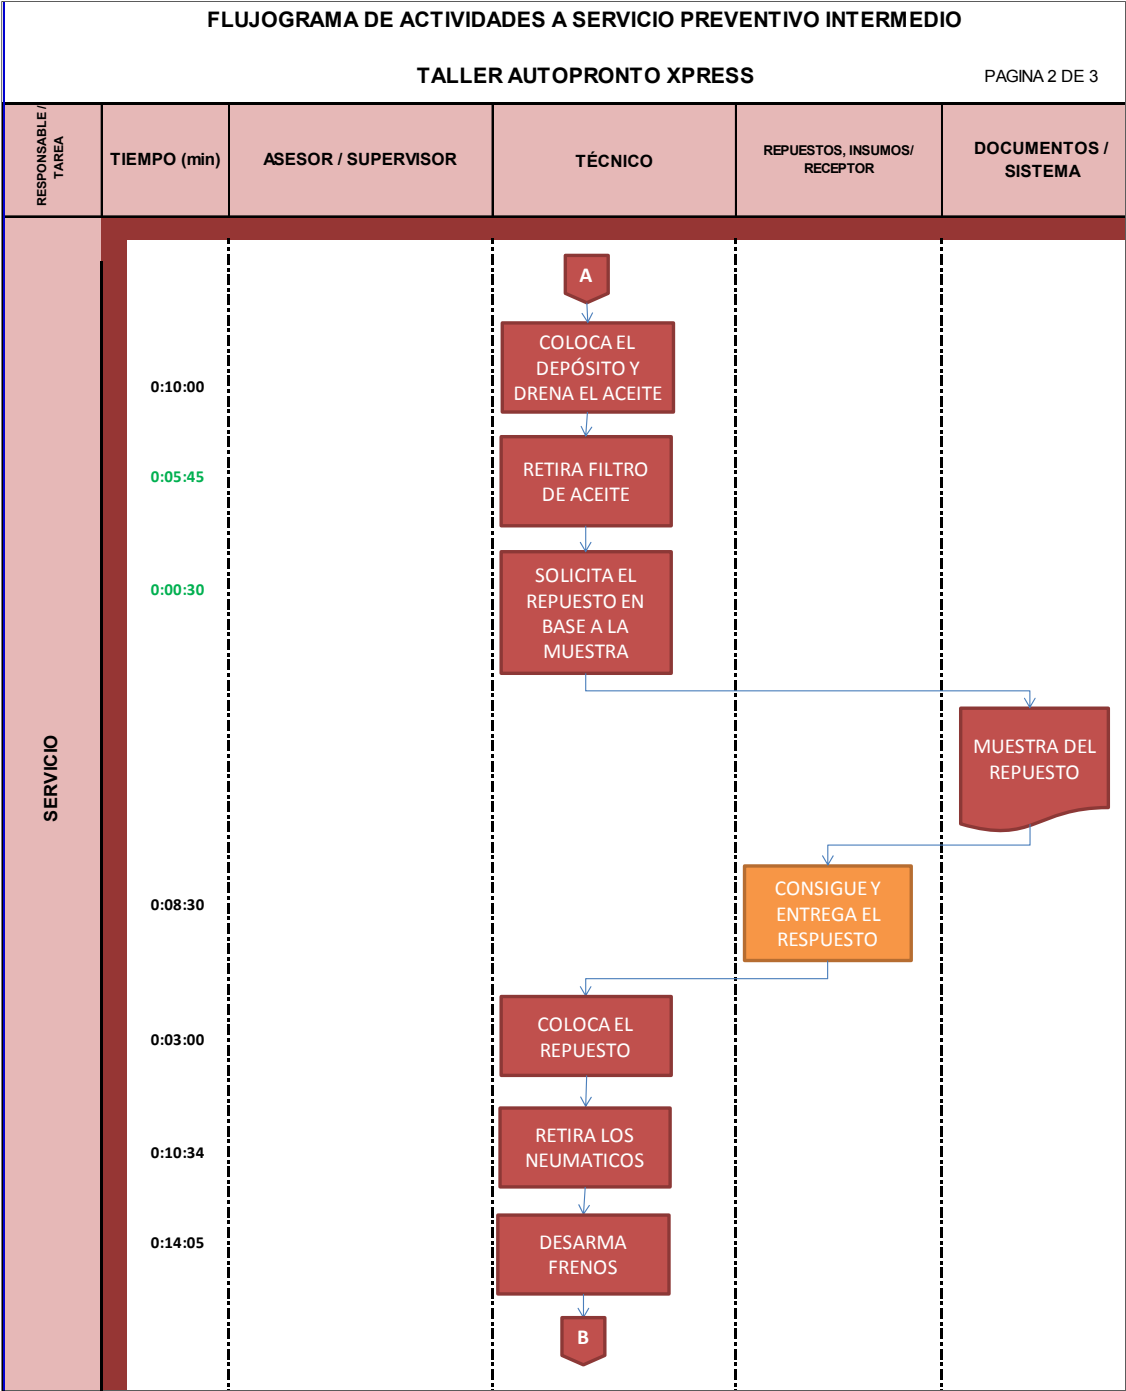 FLUJOGRAMA DE ACTIVIDADES A SERVICIO PREVENTIVO INTERMEDIO
TALLER AUTOPRONTO XPRESS
PAGINA 2 DE 3
RESPONSABLE /
TAREA
TIEMPO (min)
ASESOR / SUPERVISOR
TÉCNICO
REPUESTOS, INSUMOS/
RECEPTOR
DOCUMENTOS /
SISTEMA
SERVICIO
A
0:10:00
COLOCA EL
DEPÓSITO Y
DRENA EL ACEITE
0:05:45
RETIRA FILTRO
DE ACEITE
0:00:30
SOLICITA EL
REPUESTO EN
BASE A LA
MUESTRA
MUESTRA DEL
REPUESTO
0:08:30
CONSIGUE Y
ENTREGA EL
RESPUESTO
0:03:00
COLOCA EL
REPUESTO
0:10:34
RETIRA LOS
NEUMATICOS
0:14:05
DESARMA
FRENOS
B